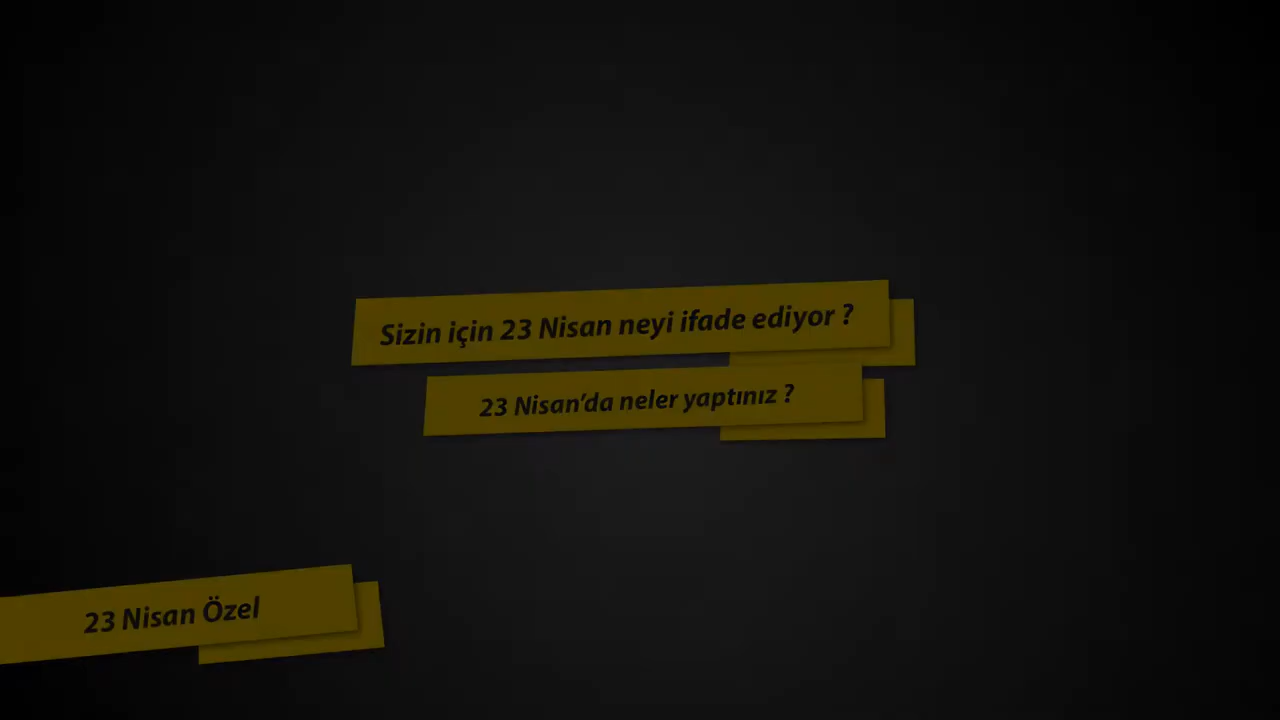 Sizin için 23 Nisan neyi ifade ediyor ?
23 Nisan’da neler yaptınız ?
23 Nisan Özel